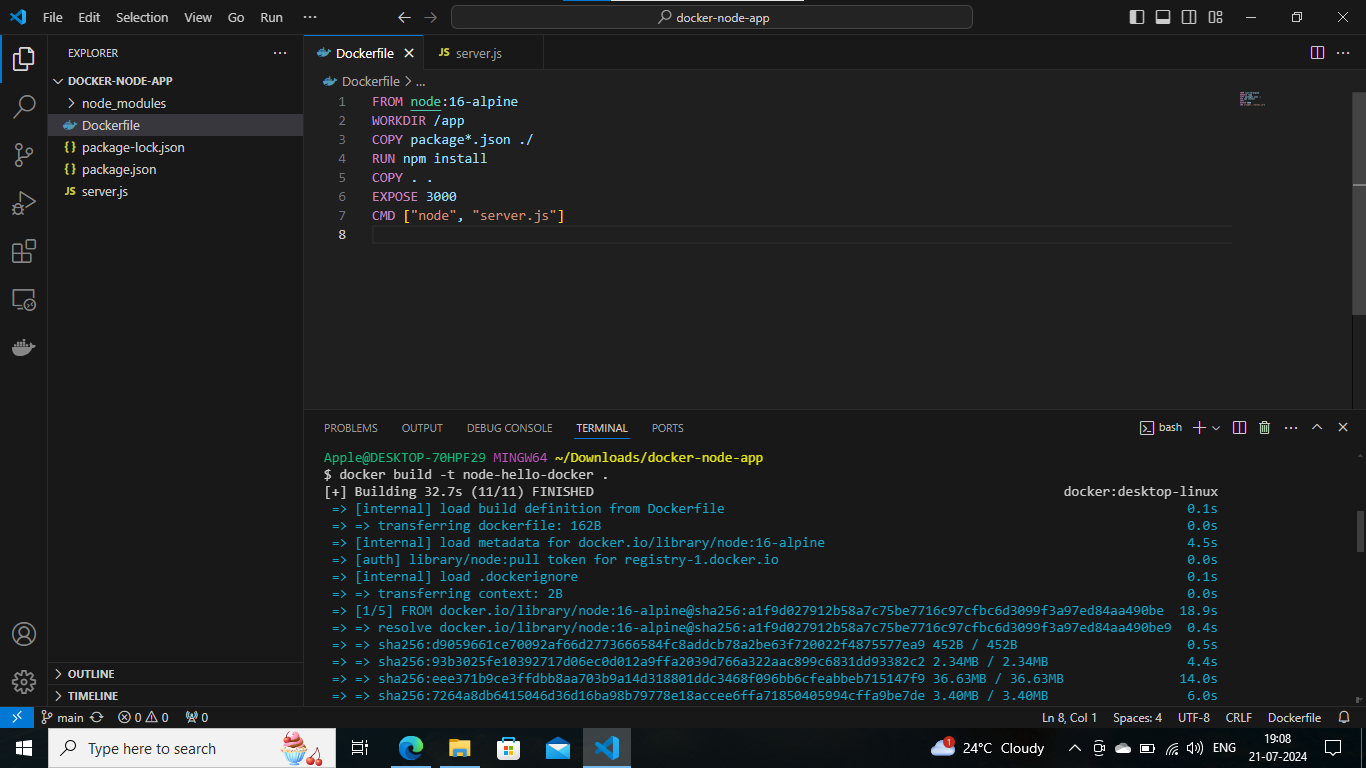 File Edit Selection View Go Run ···
docker-node-app
EXPLORER
DOCKER-NODE-APP
node_modules
Dockerfile
package-lock.json
package.json
JS server.js
OUTLINE
TIMELINE
Dockerfile
JS server.js
Dockerfile > ...
1 FROM node:16-alpine
2 WORKDIR /app
3 COPY package*.json ./
4 RUN npm install
5 COPY . .
6 EXPOSE 3000
7 CMD ["node", "server.js"]
8
PROBLEMS OUTPUT DEBUG CONSOLE TERMINAL PORTS
bash
Apple@DESKTOP-70HPF29 MINGW64 ~/Downloads/docker-node-app
$ docker build -t node-hello-docker .
[+] Building 32.7s (11/11) FINISHED docker:desktop-linux
=> [internal] load build definition from Dockerfile 0.1s
=> => transferring dockerfile: 162B 0.0s
=> [internal] load metadata for docker.io/library/node:16-alpine 4.5s
=> [auth] library/node:pull token for registry-1.docker.io 0.0s
=> [internal] load .dockerignore 0.1s
=> => transferring context: 2B 0.0s
=> [1/5] FROM docker.io/library/node:16-alpine@sha256:a1f9d027912b58a7c75be7716c97cfbc6d3099f3a97ed84aa490be 18.9s
=> => resolve docker.io/library/node:16-alpine@sha256:a1f9d027912b58a7c75be7716c97cfbc6d3099f3a97ed84aa490be9 0.4s
=> => sha256:d9059661ce70092af66d2773666584fc8addcb78a2be63f720022f4875577ea9 452B / 452B 0.5s
=> => sha256:93b3025fe10392717d06ec0d012a9ffa2039d766a322aac899c6831dd93382c2 2.34MB / 2.34MB 4.4s
=> => sha256:eee371b9ce3ffdbb8aa703b9a14d318801ddc3468f096bb6cfeabbeb715147f9 36.63MB / 36.63MB 14.0s
=> => sha256:7264a8db6415046d36d16ba98b79778e18accee6ffa71850405994cffa9be7de 3.40MB / 3.40MB 6.0s
main 0 0 0
Ln 8, Col 1 Spaces: 4 UTF-8 CRLF Dockerfile
Type here to search
1
24°C Cloudy
ENG
19:08
21-07-2024